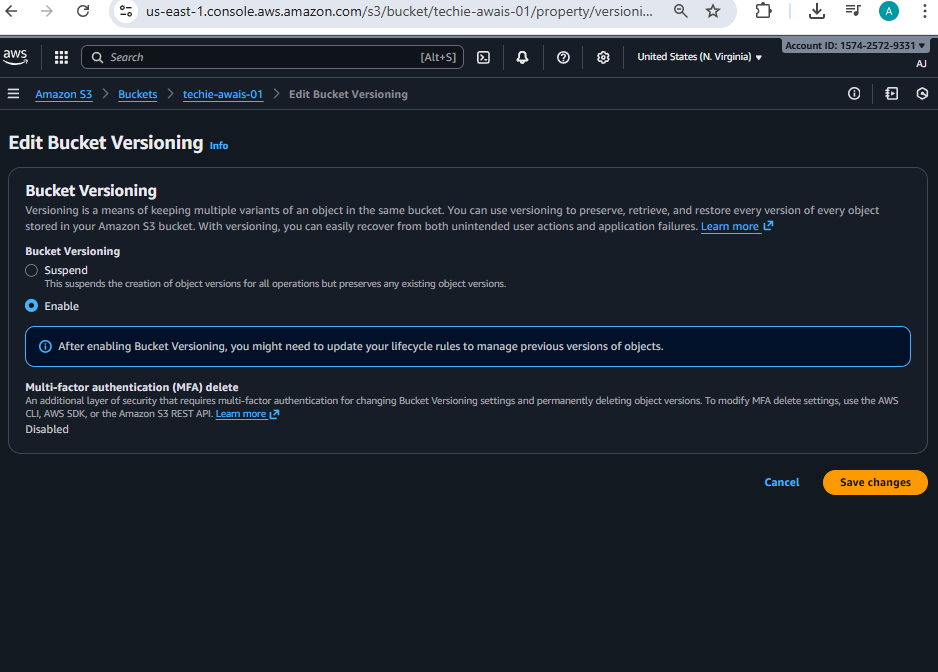 us-east-1.console.aws.amazon.com/s3/bucket/techie-awais-01/property/versioni...
A
aws
Search
[Alt+S]
United States (N. Virginia)
Account ID: 1574-2572-9331
AJ
Amazon S3
Buckets
techie-awais-01
Edit Bucket Versioning
Edit Bucket Versioning Info
Bucket Versioning
Versioning is a means of keeping multiple variants of an object in the same bucket. You can use versioning to preserve, retrieve, and restore every version of every object
stored in your Amazon S3 bucket. With versioning, you can easily recover from both unintended user actions and application failures. Learn more
Bucket Versioning
Suspend
This suspends the creation of object versions for all operations but preserves any existing object versions.
Enable
After enabling Bucket Versioning, you might need to update your lifecycle rules to manage previous versions of objects.
Multi-factor authentication (MFA) delete
An additional layer of security that requires multi-factor authentication for changing Bucket Versioning settings and permanently deleting object versions. To modify MFA delete settings, use the AWS
CLI, AWS SDK, or the Amazon S3 REST API. Learn more
Disabled
Cancel
Save changes